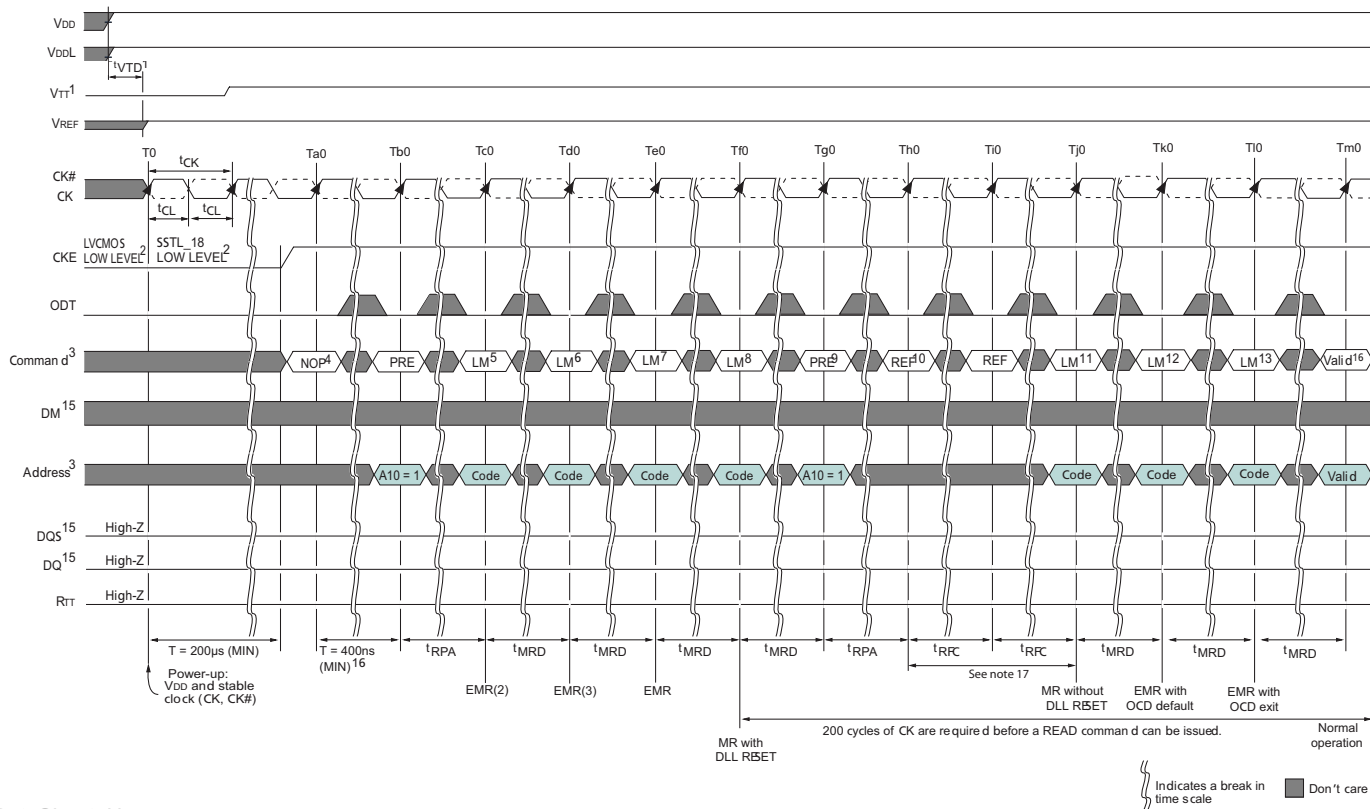 VDD
VDDL
tVTD1
VTT1
VREF
T0 Ta0 Tb0 Tc0 Td0 Te0 Tf0 Tg0 Th0 Ti0 Tj0 Tk0 Tl0 Tm0
tCK
CK#
CK
tCL tCL
CKE LVCMOS LOW LEVEL2 SSTL_18 LOW LEVEL2
ODT
Command3 NOP4 PRE LM5 LM6 LM7 LM8 PRE9 REF10 REF LM11 LM12 LM13 Valid16
DM15
Address3 A10 = 1 Code Code Code Code A10 = 1 Code Code Code Valid
DQS15 High-Z
DQ15 High-Z
RTT High-Z
T = 200µs (MIN) T = 400ns (MIN)16 tRPA tMRD tMRD tMRD tMRD tRPA tRFC tRFC tMRD tMRD tMRD
See note 17
Power-up:
VDD and stable
clock (CK, CK#)
EMR(2) EMR(3) EMR
MR without DLL RESET
EMR with OCD default
EMR with OCD exit
MR with
DLL RESET
200 cycles of CK are required before a READ command can be issued.
Normal
operation
Indicates a break in
time scale
Don't care